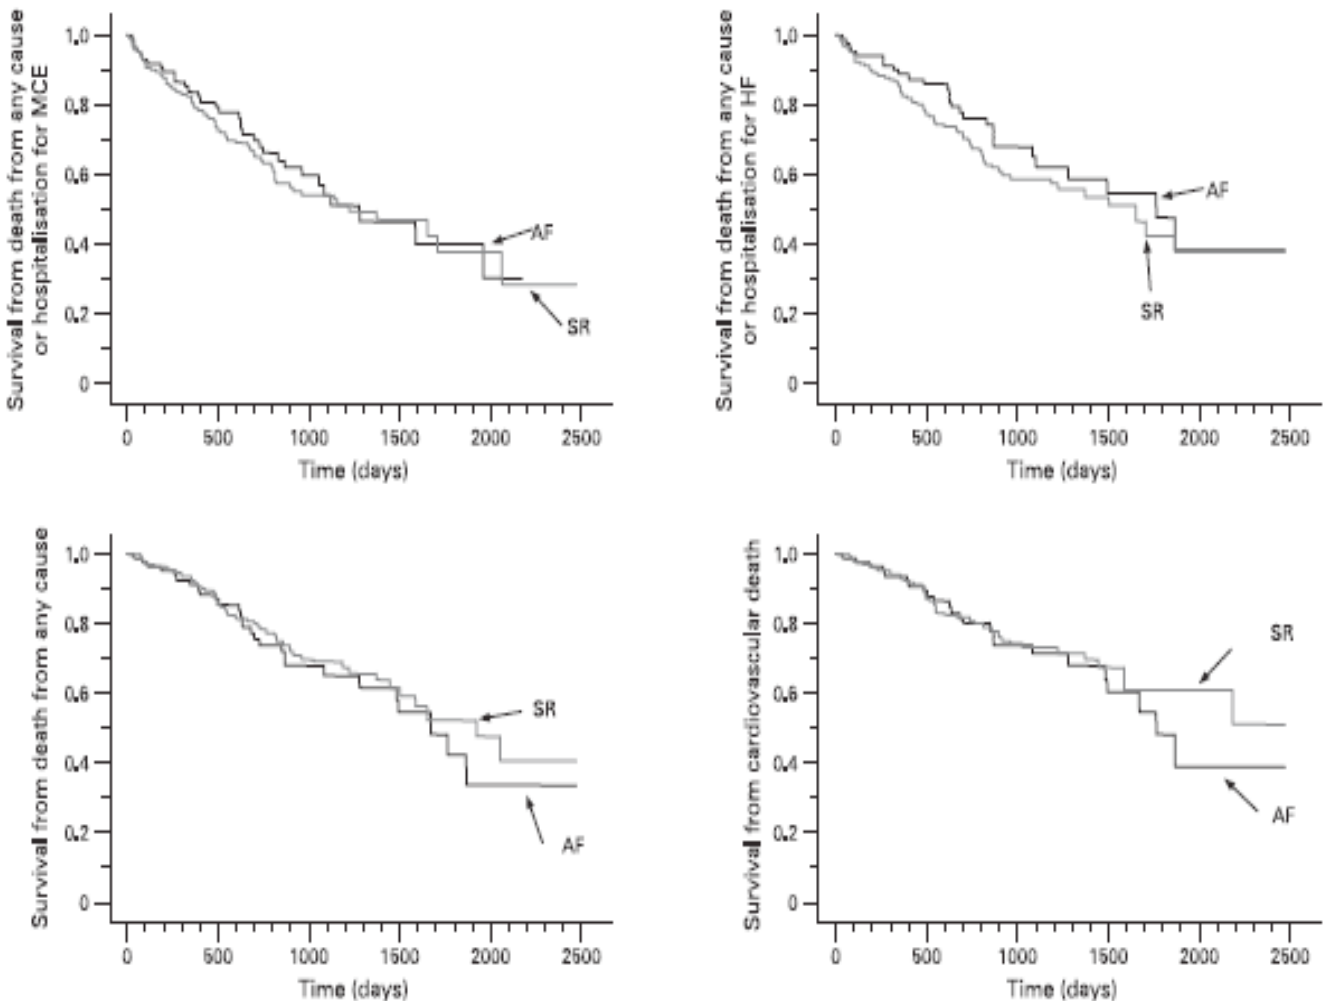 Survival from death from any cause
or hospitalisation for MCE
1.0
0.8
0.6
0.4
0.2
0
AF
SR
0 500 1000 1500 2000 2500
Time (days)
Survival from death from any cause
or hospitalisation for HF
1.0
0.8
0.6
0.4
0.2
0
AF
SR
0 500 1000 1500 2000 2500
Time (days)
Survival from death from any cause
1.0
0.8
0.6
0.4
0.2
0
SR
AF
0 500 1000 1500 2000 2500
Time (days)
Survival from cardiovascular death
1.0
0.8
0.6
0.4
0.2
0
SR
AF
0 500 1000 1500 2000 2500
Time (days)